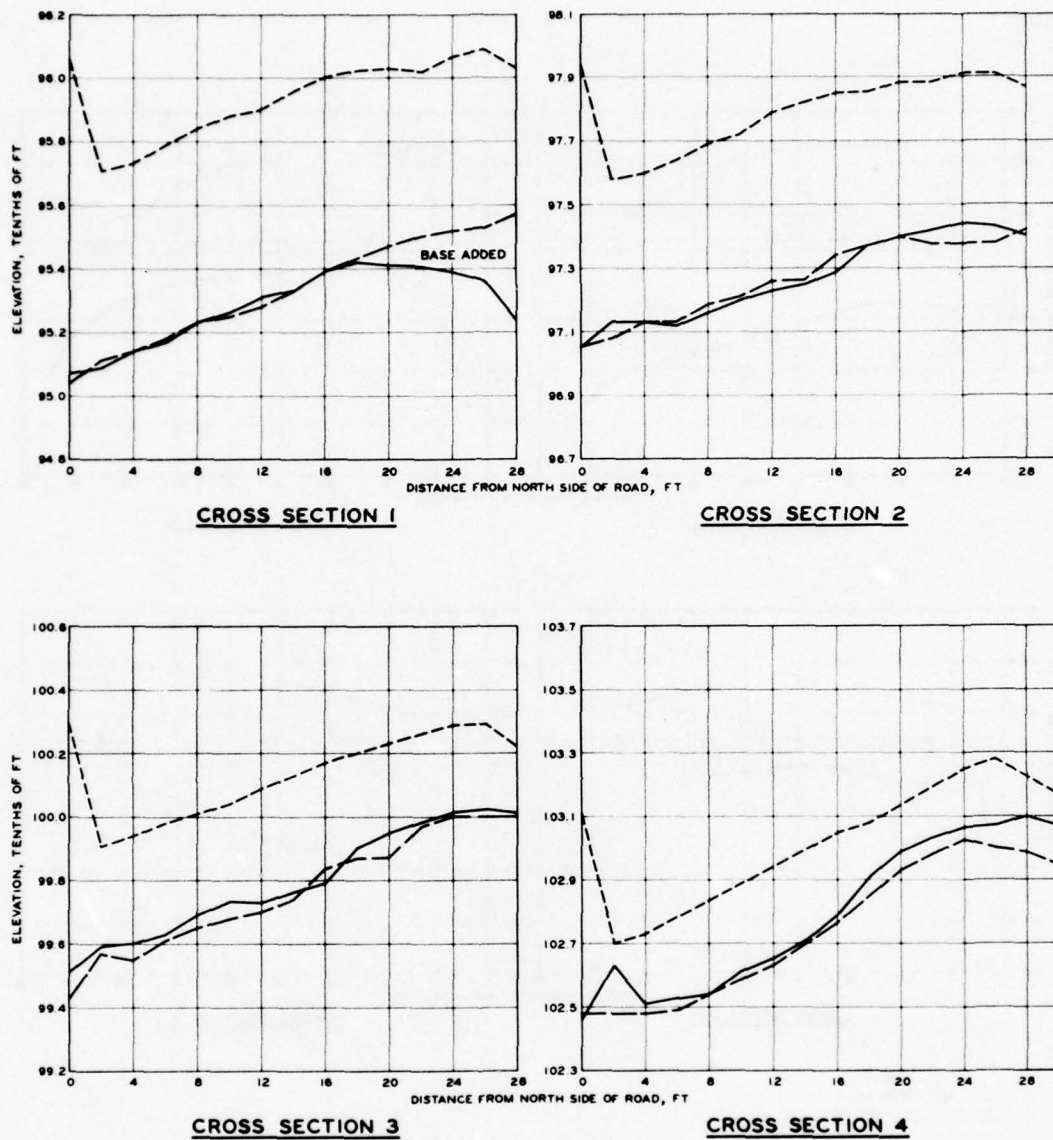 ELEVATION, TENTHS OF FT
96.2
96.0
95.8
95.6
95.4
95.2
95.0
94.8
BASE ADDED
0 4 8 12 16 20 24 28
CROSS SECTION 1
98.1
97.9
97.7
97.5
97.3
97.1
96.9
96.7
0 4 8 12 16 20 24 28
DISTANCE FROM NORTH SIDE OF ROAD, FT
CROSS SECTION 2
ELEVATION, TENTHS OF FT
100.6
100.4
100.2
100.0
99.8
99.6
99.4
99.2
0 4 8 12 16 20 24 28
CROSS SECTION 3
103.7
103.5
103.3
103.1
102.9
102.7
102.5
102.3
0 4 8 12 16 20 24 28
DISTANCE FROM NORTH SIDE OF ROAD, FT
CROSS SECTION 4